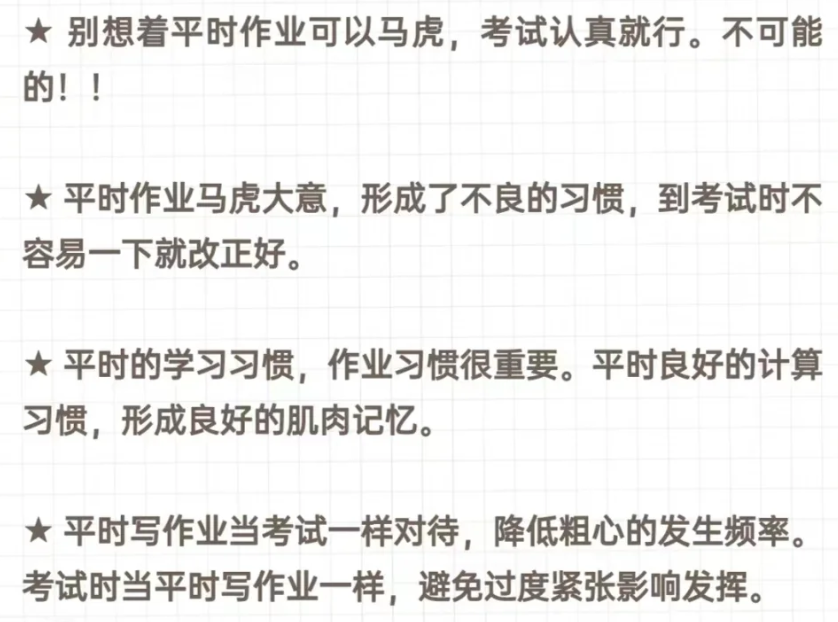 ★ 别想着平时作业可以马虎，考试认真就行。不可能
的！！
★ 平时作业马虎大意，形成了不良的习惯，到考试时不
容易一下就改正好。
★ 平时的学习习惯，作业习惯很重要。平时良好的计算
习惯，形成良好的肌肉记忆。
★ 平时写作业当考试一样对待，降低粗心的发生频率。
考试时当平时写作业一样，避免过度紧张影响发挥。